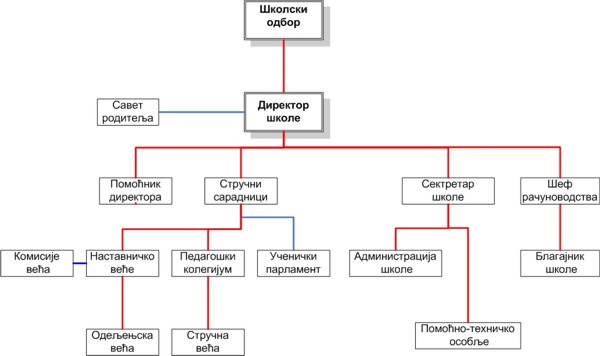 Школски
одбор
Савет
родитеља
Директор
школе
Помоћник
директора
Стручни
сарадници
Сектретар
школе
Шеф
рачуноводства
Комисије
већа
Наставничко
веће
Педагошки
колегијум
Ученички
парламент
Администрација
школе
Благајник
школе
Одељењска
већа
Стручна
већа
Помоћно-техничко
особље